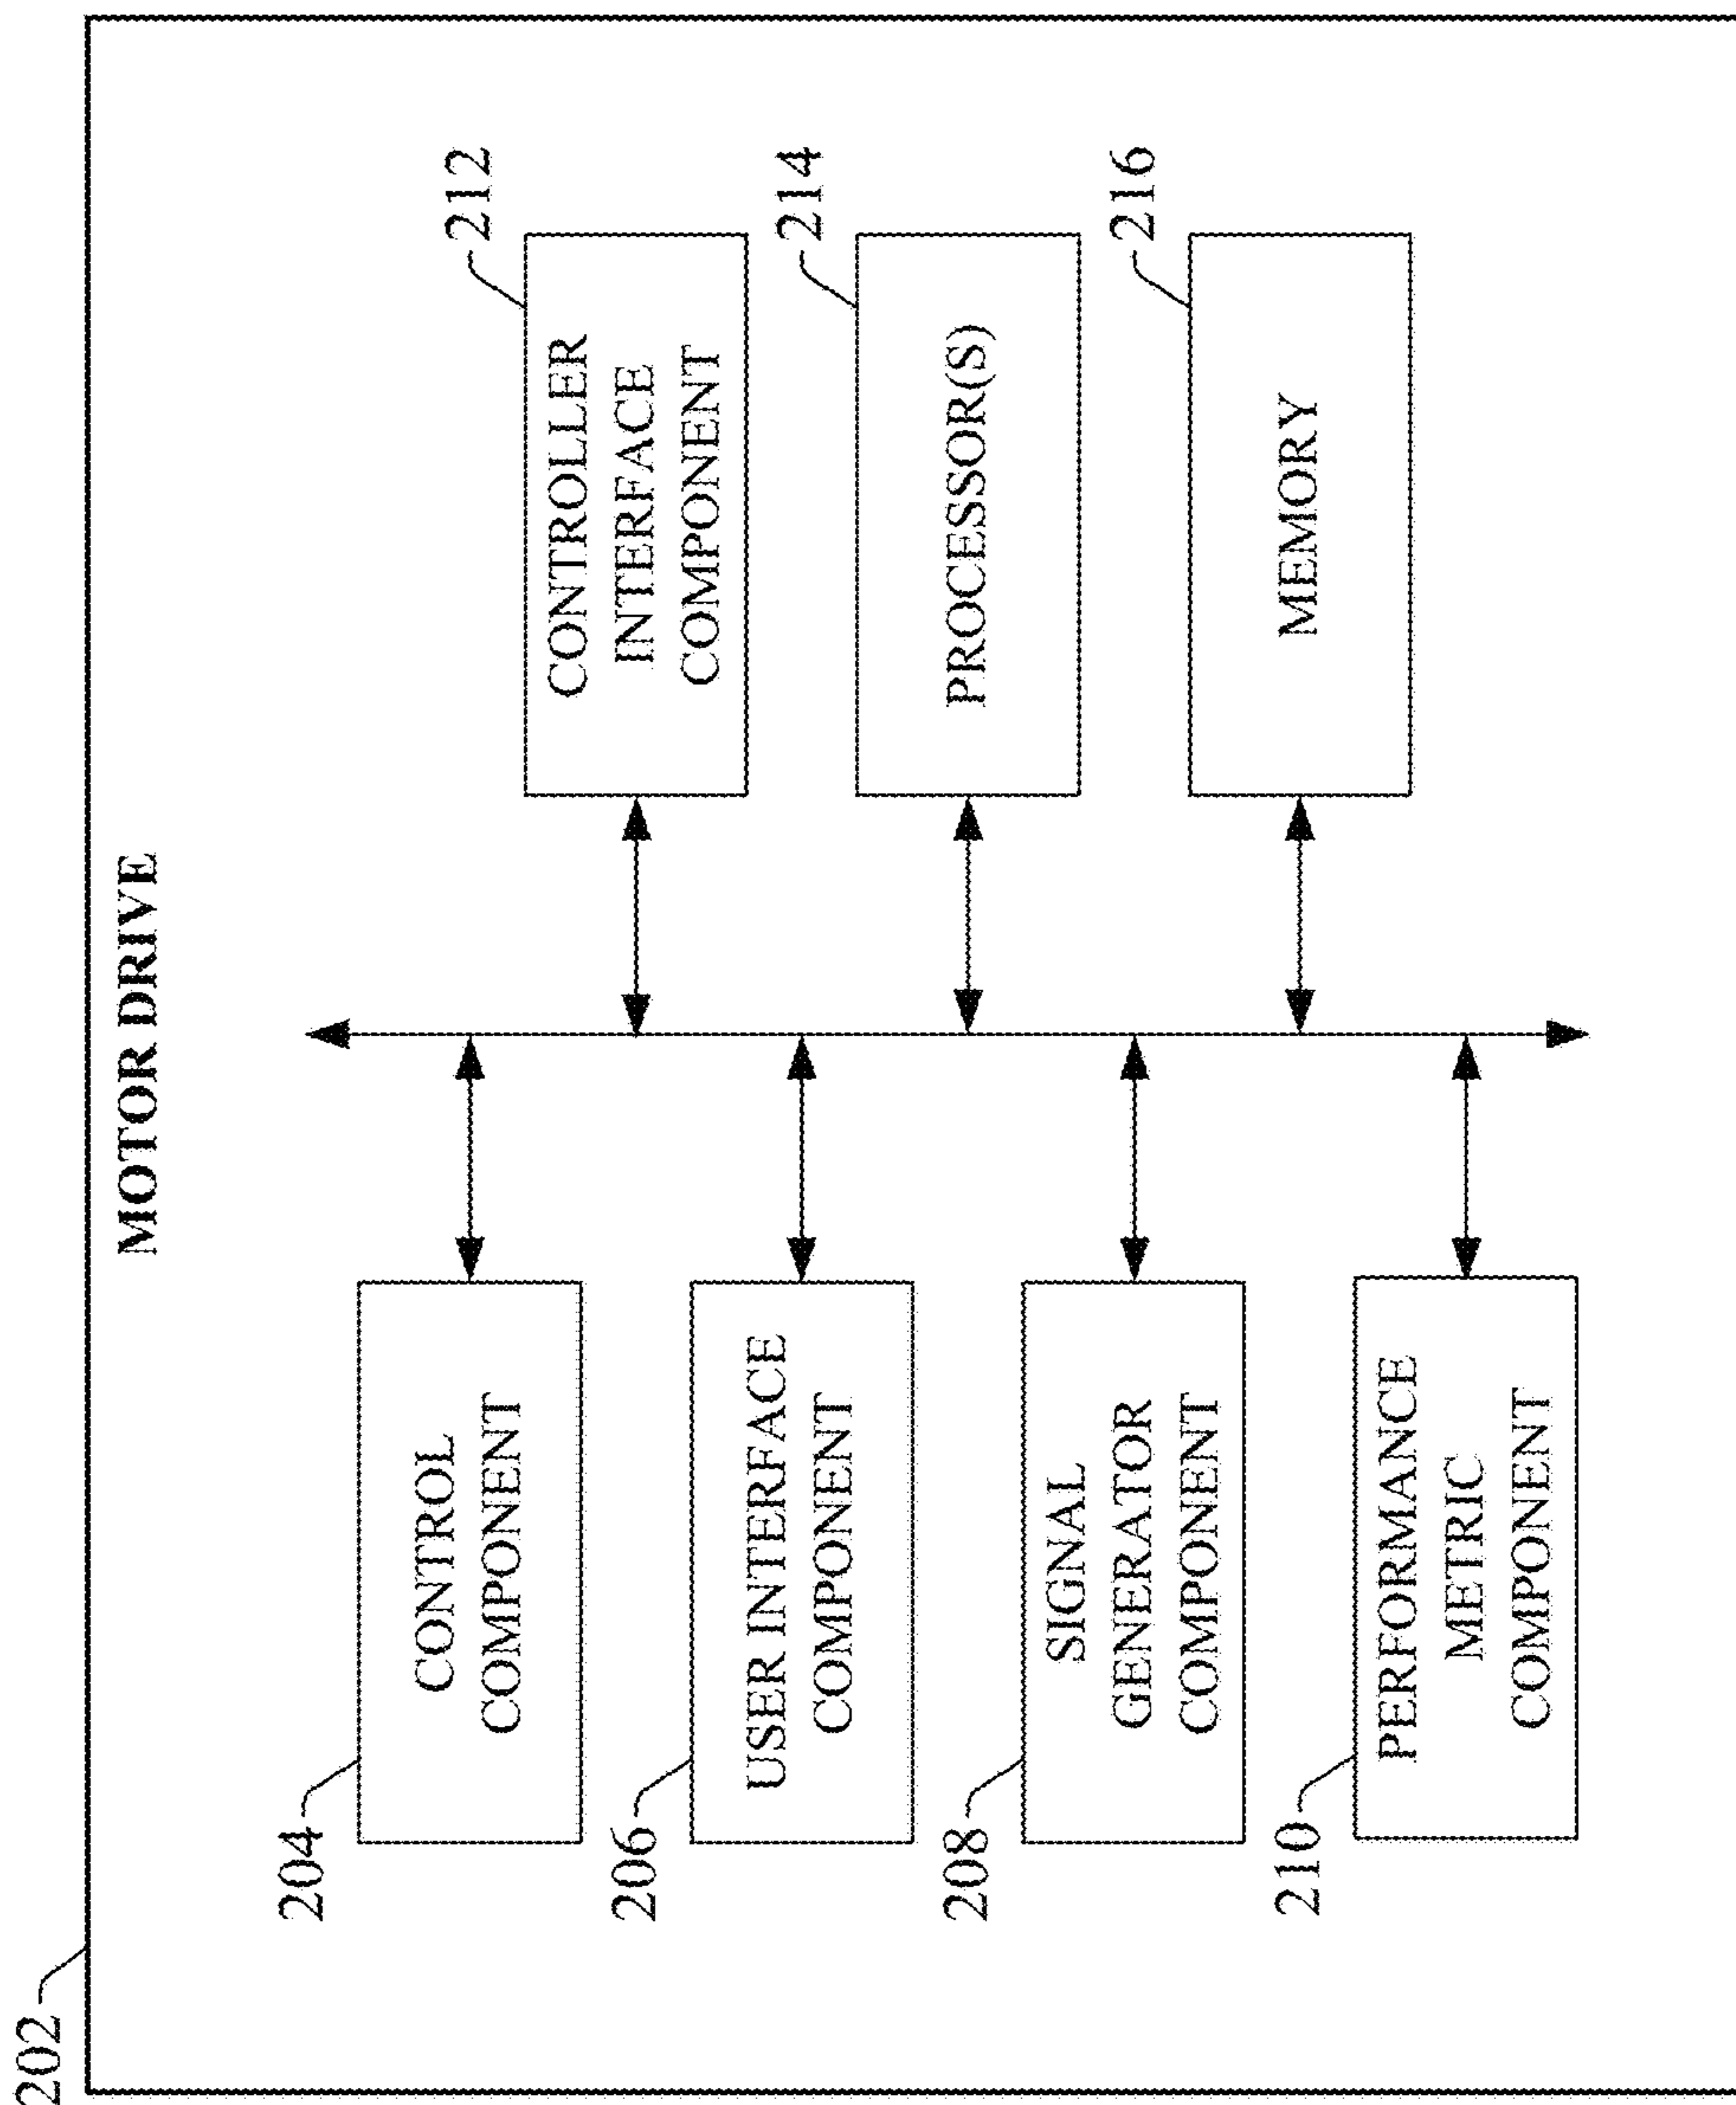 202
MOTOR DRIVE
204
CONTROL
COMPONENT
206
USER INTERFACE
COMPONENT
208
SIGNAL
GENERATOR
COMPONENT
210
PERFORMANCE
METRIC
COMPONENT
212
CONTROLLER
INTERFACE
COMPONENT
214
PROCESSOR(S)
216
MEMORY